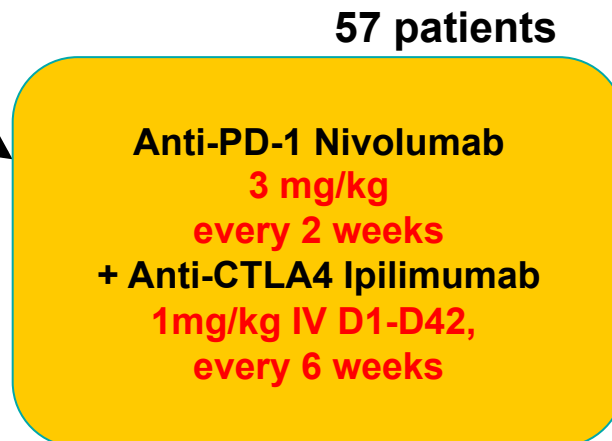 57 patients
Anti-PD-1 Nivolumab
3 mg/kg
every 2 weeks
+ Anti-CTLA4 Ipilimumab
1mg/kg IV D1-D42,
every 6 weeks